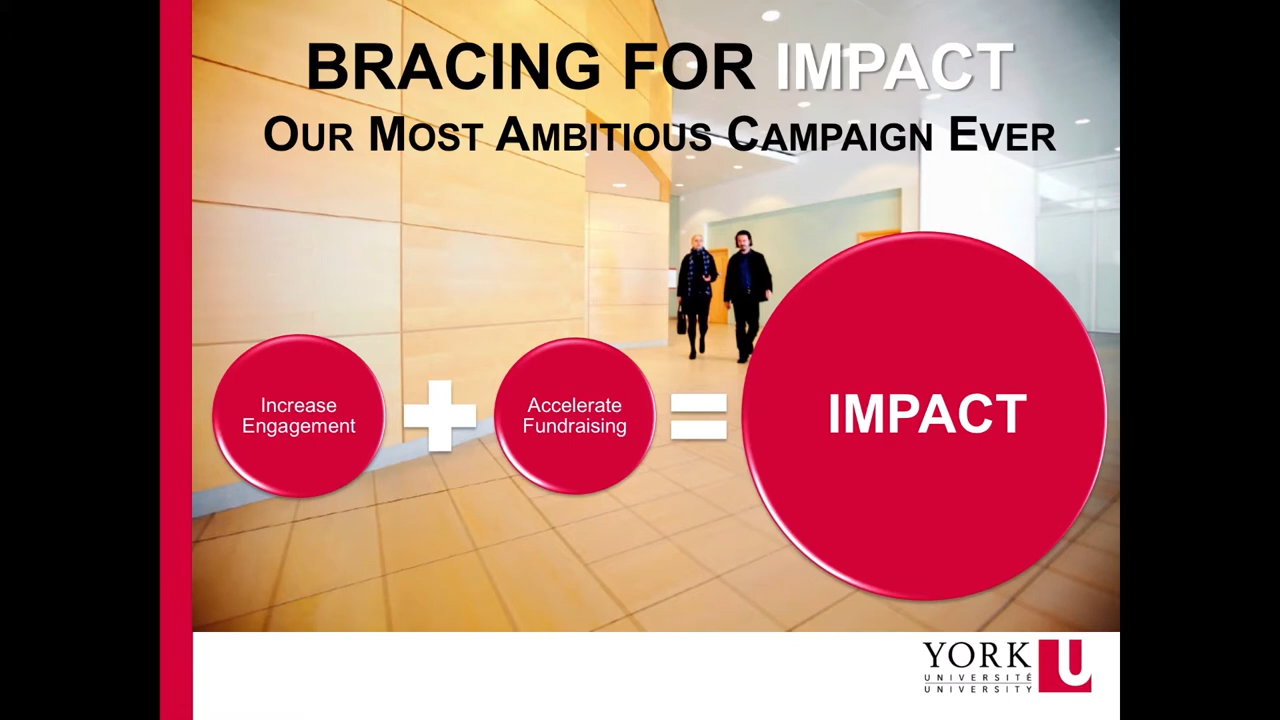 BRACING FOR IMPACT
OUR MOST AMBITIOUS CAMPAIGN EVER
Increase
Engagement
Accelerate
Fundraising
IMPACT
YORK U
UNIVERSITÉ
UNIVERSITY